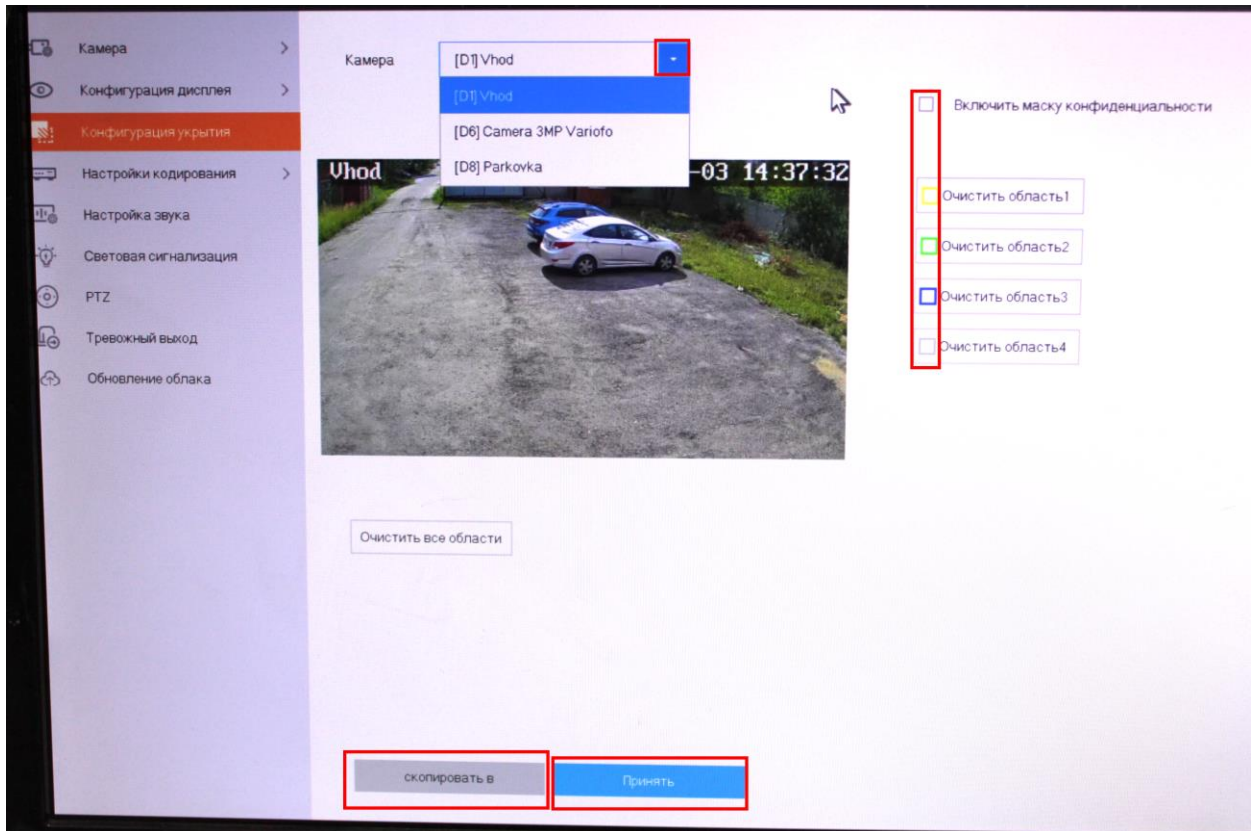 Камера
Конфигурация дисплея
Конфигурация укрытия
Настройки кодирования
Настройка звука
Световая сигнализация
PTZ
Тревожный выход
Обновление облака
Камера
[D1] Vhod
[D1] Vhod
[D6] Camera 3MP Variofo
[D8] Parkovka
Vhod
-03 14:37:32
Включить маску конфиденциальности
Очистить область1
Очистить область2
Очистить область3
Очистить область4
Очистить все области
скопировать в
Принять